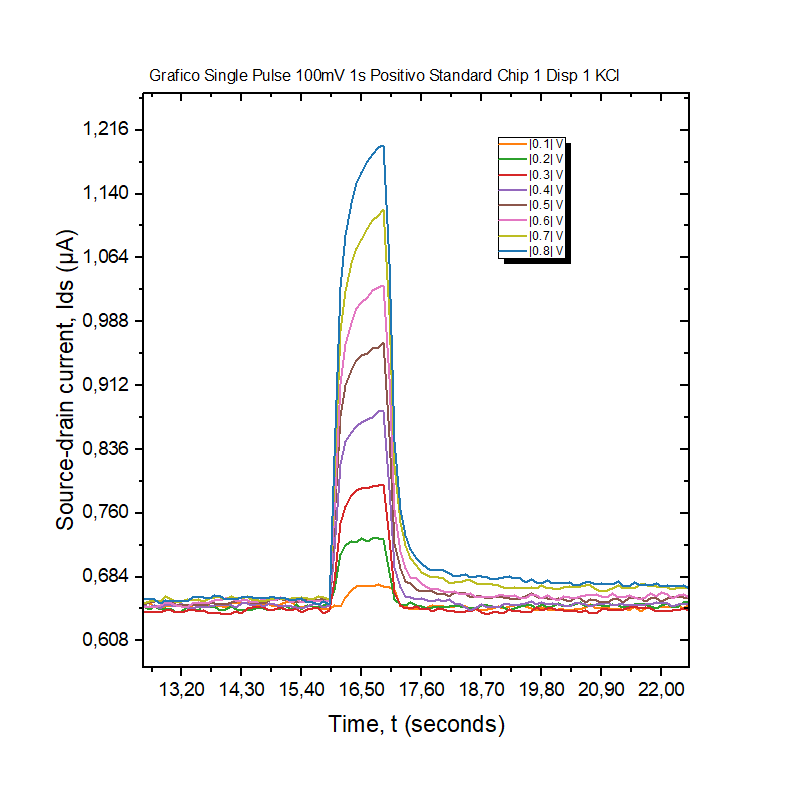 Grafico Single Pulse 100mV 1s Positivo Standard Chip 1 Disp 1 KCl
|0.1| V
|0.2| V
|0.3| V
|0.4| V
|0.5| V
|0.6| V
|0.7| V
|0.8| V
1,216
1,140
1,064
0,988
0,912
0,836
0,760
0,684
0,608
Source-drain current, Ids (μA)
13,20 14,30 15,40 16,50 17,60 18,70 19,80 20,90 22,00
Time, t (seconds)